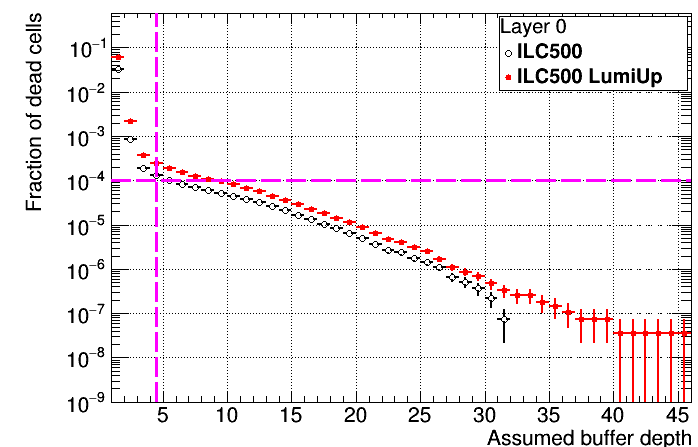 Layer 0
ILC500
ILC500 LumiUp
Fraction of dead cells
10⁻¹
10⁻²
10⁻³
10⁻⁴
10⁻⁵
10⁻⁶
10⁻⁷
10⁻⁸
10⁻⁹
5 10 15 20 25 30 35 40 45
Assumed buffer depth